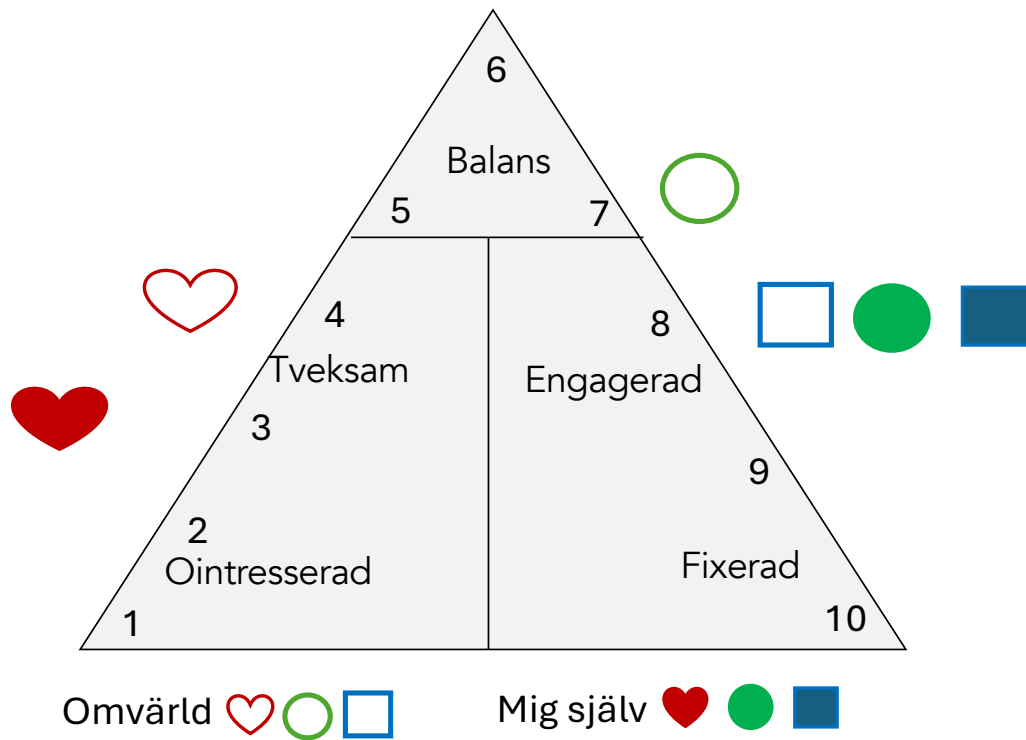 6
Balans
5 7
4 8
Tveksam Engagerad
3
9
2
Ointresserad Fixerad
1 10
Omvärld Mig själv